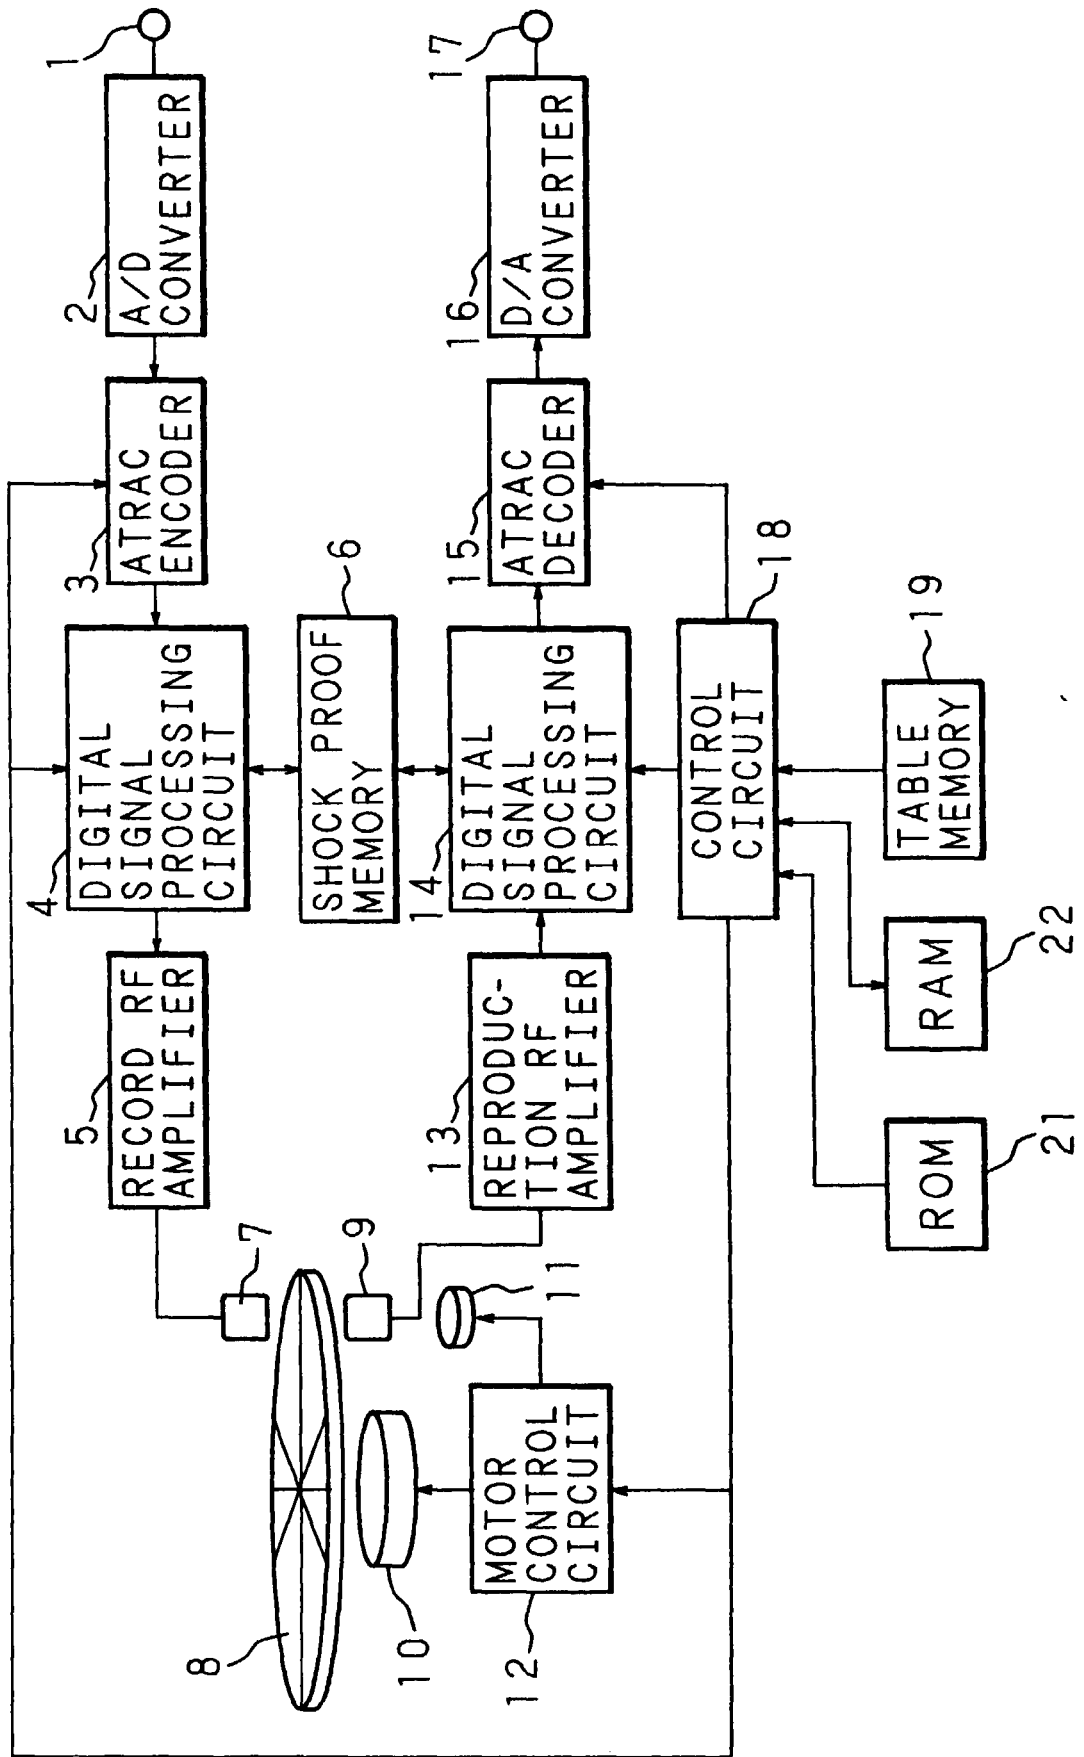 1
2
A/D
CONVERTER
3
ATRAC
ENCODER
4
DIGITAL
SIGNAL
PROCESSING
CIRCUIT
5
RECORD RF
AMPLIFIER
6
SHOCK PROOF
MEMORY
7
8
9
10
11
12
MOTOR
CONTROL
CIRCUIT
13
REPRODUC-
TION RF
AMPLIFIER
14
DIGITAL
SIGNAL
PROCESSING
CIRCUIT
15
ATRAC
DECODER
16
D/A
CONVERTER
17
18
CONTROL
CIRCUIT
19
TABLE
MEMORY
RAM
22
ROM
21